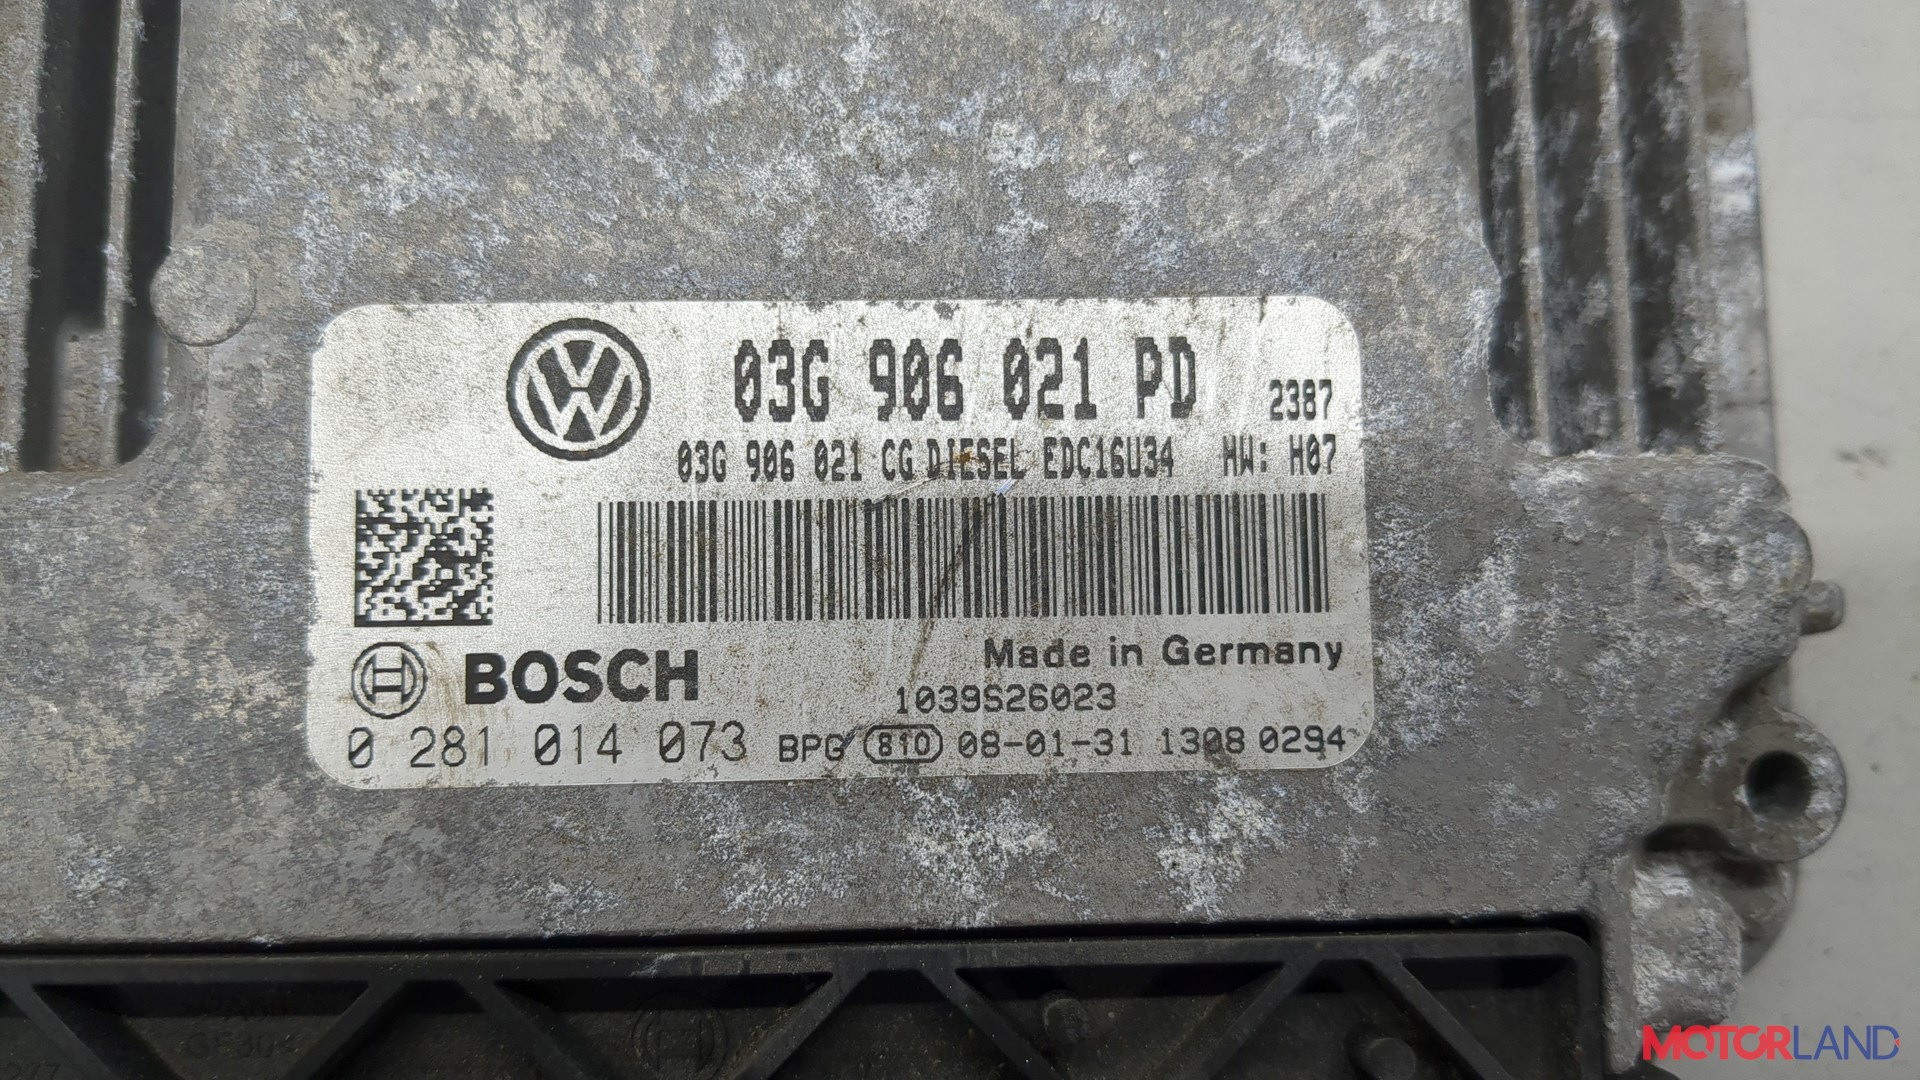 03G 906 021 PD 2387
03G 906 021 CG DIESEL EDC16U34 HW: H07
BOSCH
Made in Germany
1039S26023
0 281 014 073 BPG 810 08-01-31 1308 0294
GF30
MOTORLAND